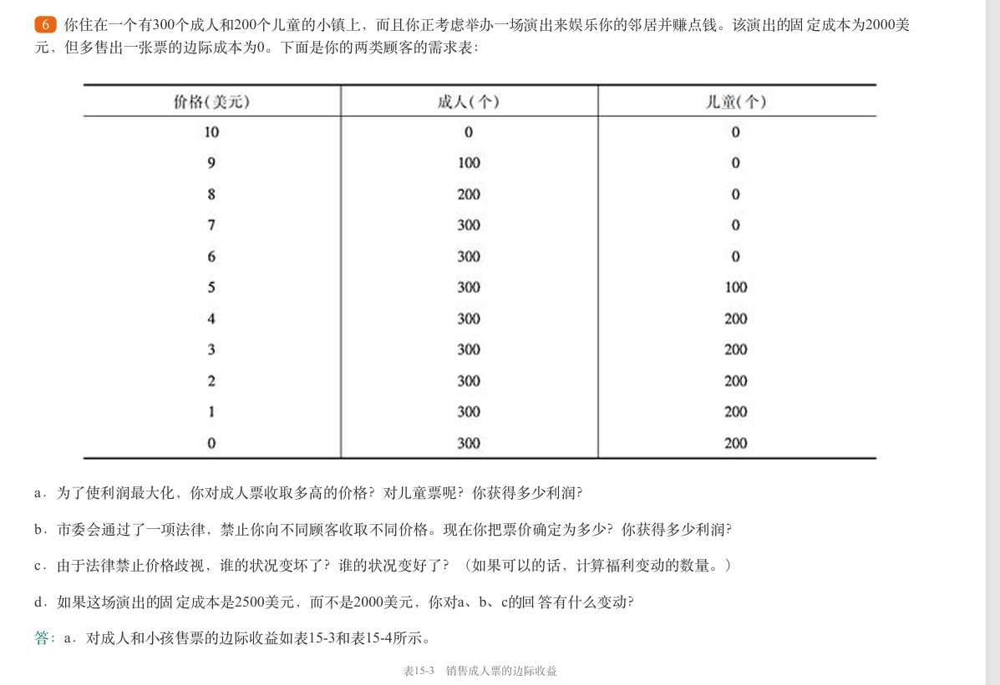 6 你住在一个有300个成人和200个儿童的小镇上，而且你正考虑举办一场演出来娱乐你的邻居并赚点钱。该演出的固定成本为2000美
元，但多售出一张票的边际成本为0。下面是你的两类顾客的需求表：
价格(美元) 成人(个) 儿童(个)
10 0 0
9 100 0
8 200 0
7 300 0
6 300 0
5 300 100
4 300 200
3 300 200
2 300 200
1 300 200
0 300 200
a．为了使利润最大化，你对成人票收取多高的价格？对儿童票呢？你获得多少利润？
b．市委会通过了一项法律，禁止你向不同顾客收取不同价格。现在你把票价确定为多少？你获得多少利润？
c．由于法律禁止价格歧视，谁的状况变坏了？谁的状况变好了？（如果可以的话，计算福利变动的数量。）
d．如果这场演出的固定成本是2500美元，而不是2000美元，你对a、b、c的回答有什么变动？
答：a．对成人和小孩售票的边际收益如表15-3和表15-4所示。
表15-3 销售成人票的边际收益